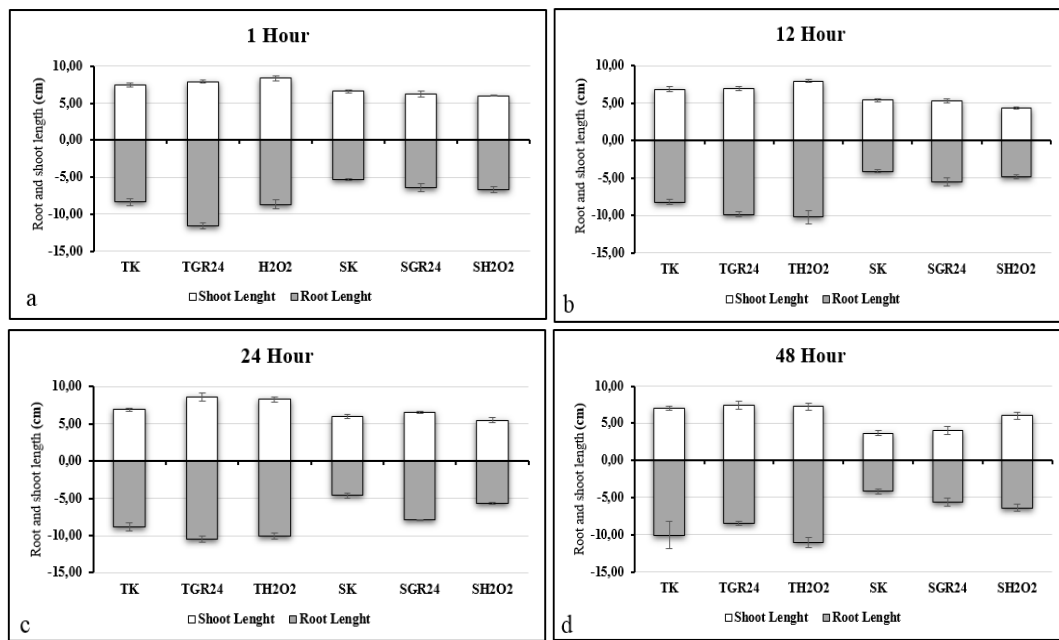 1 Hour
Root and shoot length (cm)
10,00
5,00
0,00
-5,00
-10,00
-15,00
TK TGR24 H2O2 SK SGR24 SH2O2
Shoot Lenght Root Lenght
a
12 Hour
Root and shoot length (cm)
10,00
5,00
0,00
-5,00
-10,00
-15,00
TK TGR24 TH2O2 SK SGR24 SH2O2
Shoot Lenght Root Lenght
b
24 Hour
Root and shoot length (cm)
10,00
5,00
0,00
-5,00
-10,00
-15,00
TK TGR24 TH2O2 SK SGR24 SH2O2
Shoot Lenght Root Lenght
c
48 Hour
Root and shoot length (cm)
10,00
5,00
0,00
-5,00
-10,00
-15,00
TK TGR24 TH2O2 SK SGR24 SH2O2
Shoot Lenght Root Lenght
d